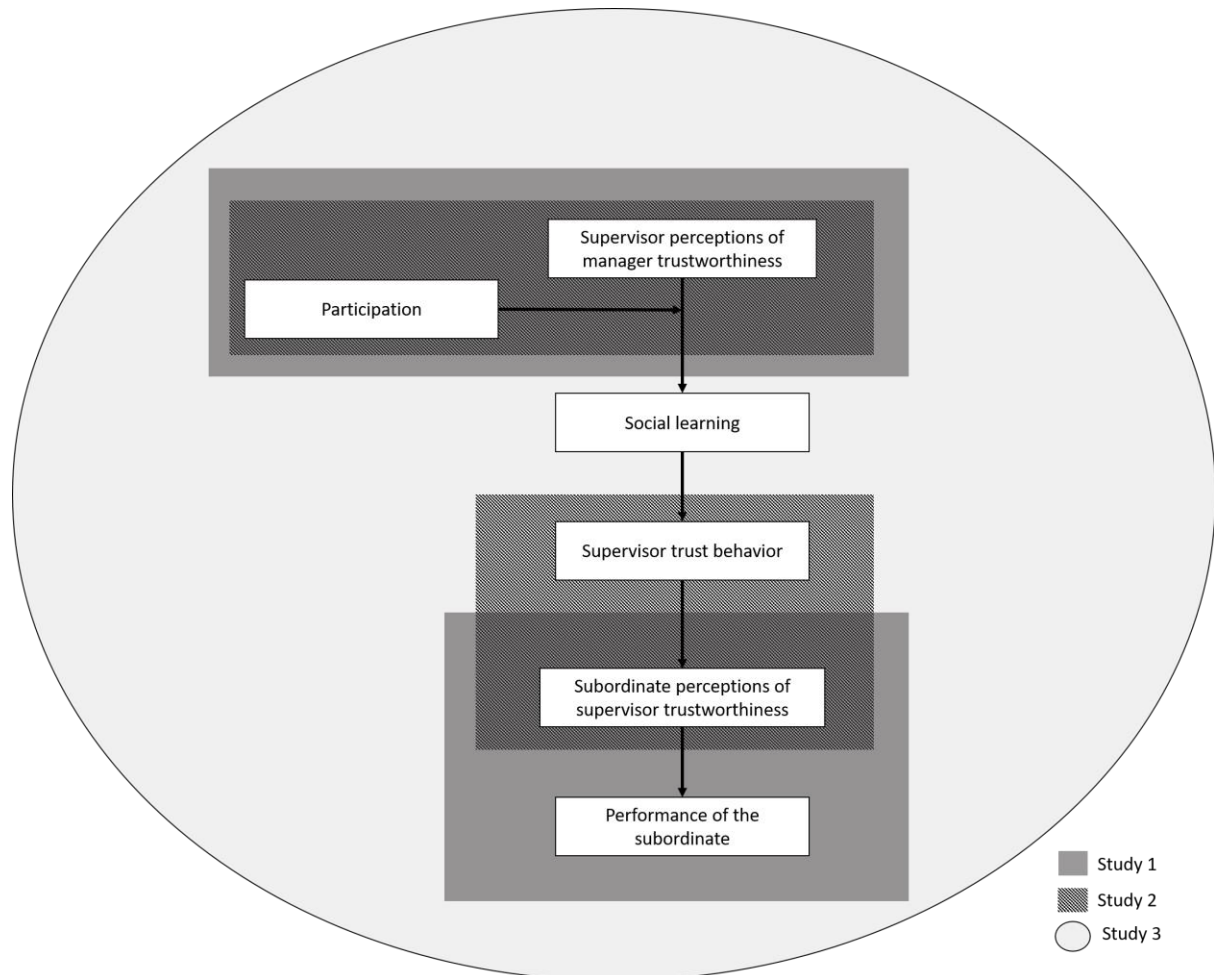 Supervisor perceptions of
manager trustworthiness
Participation
Social learning
Supervisor trust behavior
Subordinate perceptions of
supervisor trustworthiness
Performance of the
subordinate
Study 1
Study 2
Study 3